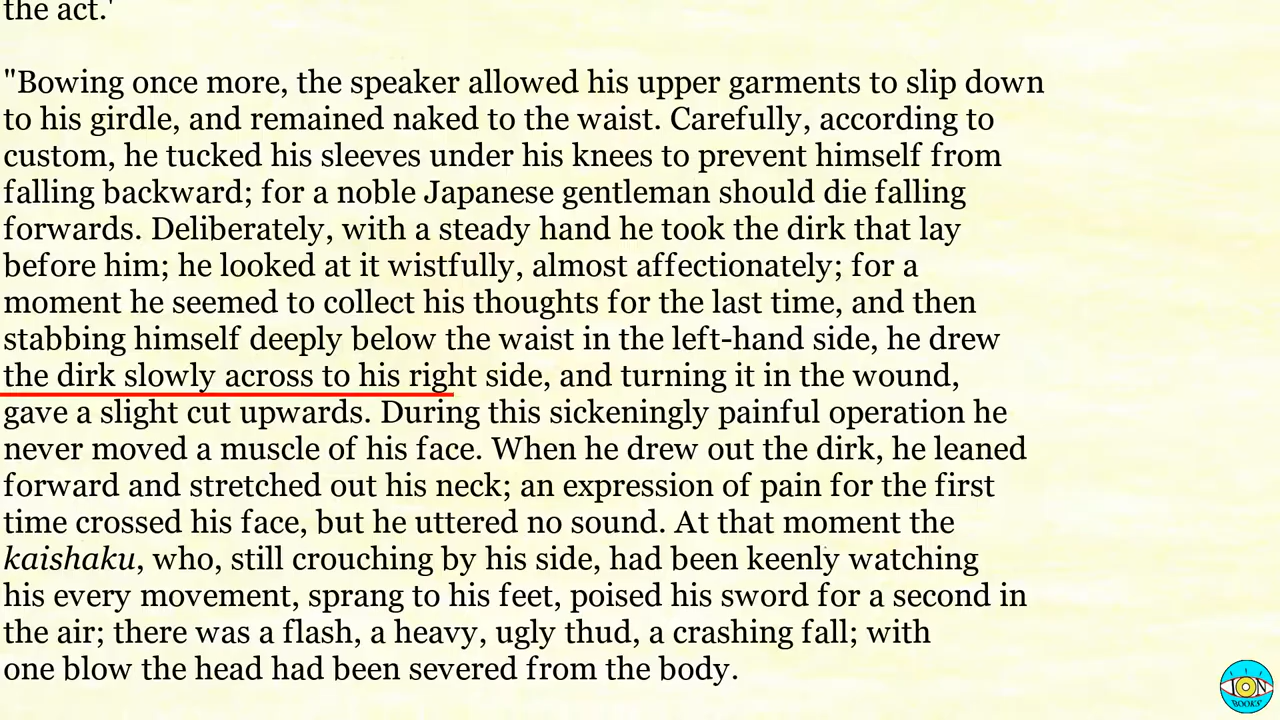 the act.'
"Bowing once more, the speaker allowed his upper garments to slip down
to his girdle, and remained naked to the waist. Carefully, according to
custom, he tucked his sleeves under his knees to prevent himself from
falling backward; for a noble Japanese gentleman should die falling
forwards. Deliberately, with a steady hand he took the dirk that lay
before him; he looked at it wistfully, almost affectionately; for a
moment he seemed to collect his thoughts for the last time, and then
stabbing himself deeply below the waist in the left-hand side, he drew
the dirk slowly across to his right side, and turning it in the wound,
gave a slight cut upwards. During this sickeningly painful operation he
never moved a muscle of his face. When he drew out the dirk, he leaned
forward and stretched out his neck; an expression of pain for the first
time crossed his face, but he uttered no sound. At that moment the
kaishaku, who, still crouching by his side, had been keenly watching
his every movement, sprang to his feet, poised his sword for a second in
the air; there was a flash, a heavy, ugly thud, a crashing fall; with
one blow the head had been severed from the body.
ION
BOOKS